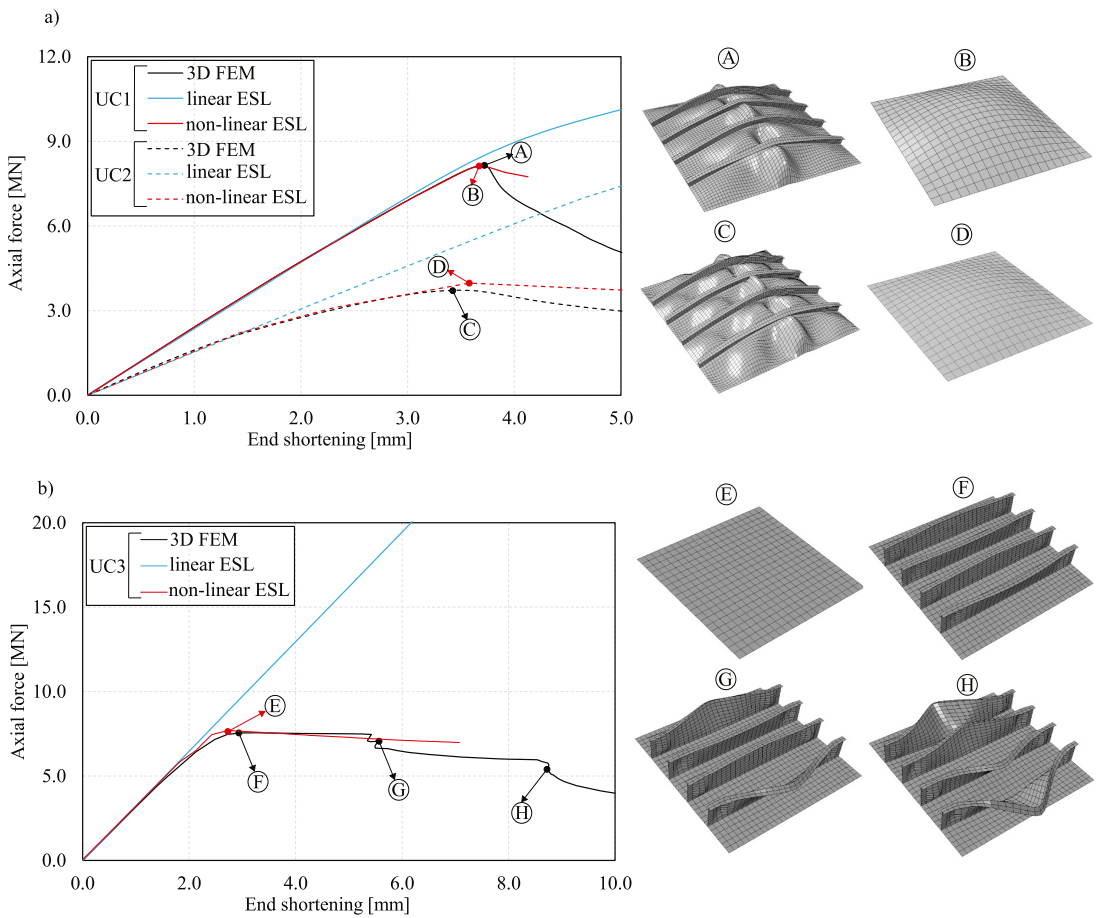 a)
12.0
9.0
6.0
3.0
0.0
Axial force [MN]
UC1
3D FEM
linear ESL
non-linear ESL
UC2
3D FEM
linear ESL
non-linear ESL
A
B
D
C
0.0 1.0 2.0 3.0 4.0 5.0
End shortening [mm]
A B
C D
b)
20.0
15.0
10.0
5.0
0.0
Axial force [MN]
UC3
3D FEM
linear ESL
non-linear ESL
E
F
G
H
0.0 2.0 4.0 6.0 8.0 10.0
End shortening [mm]
E F
G H